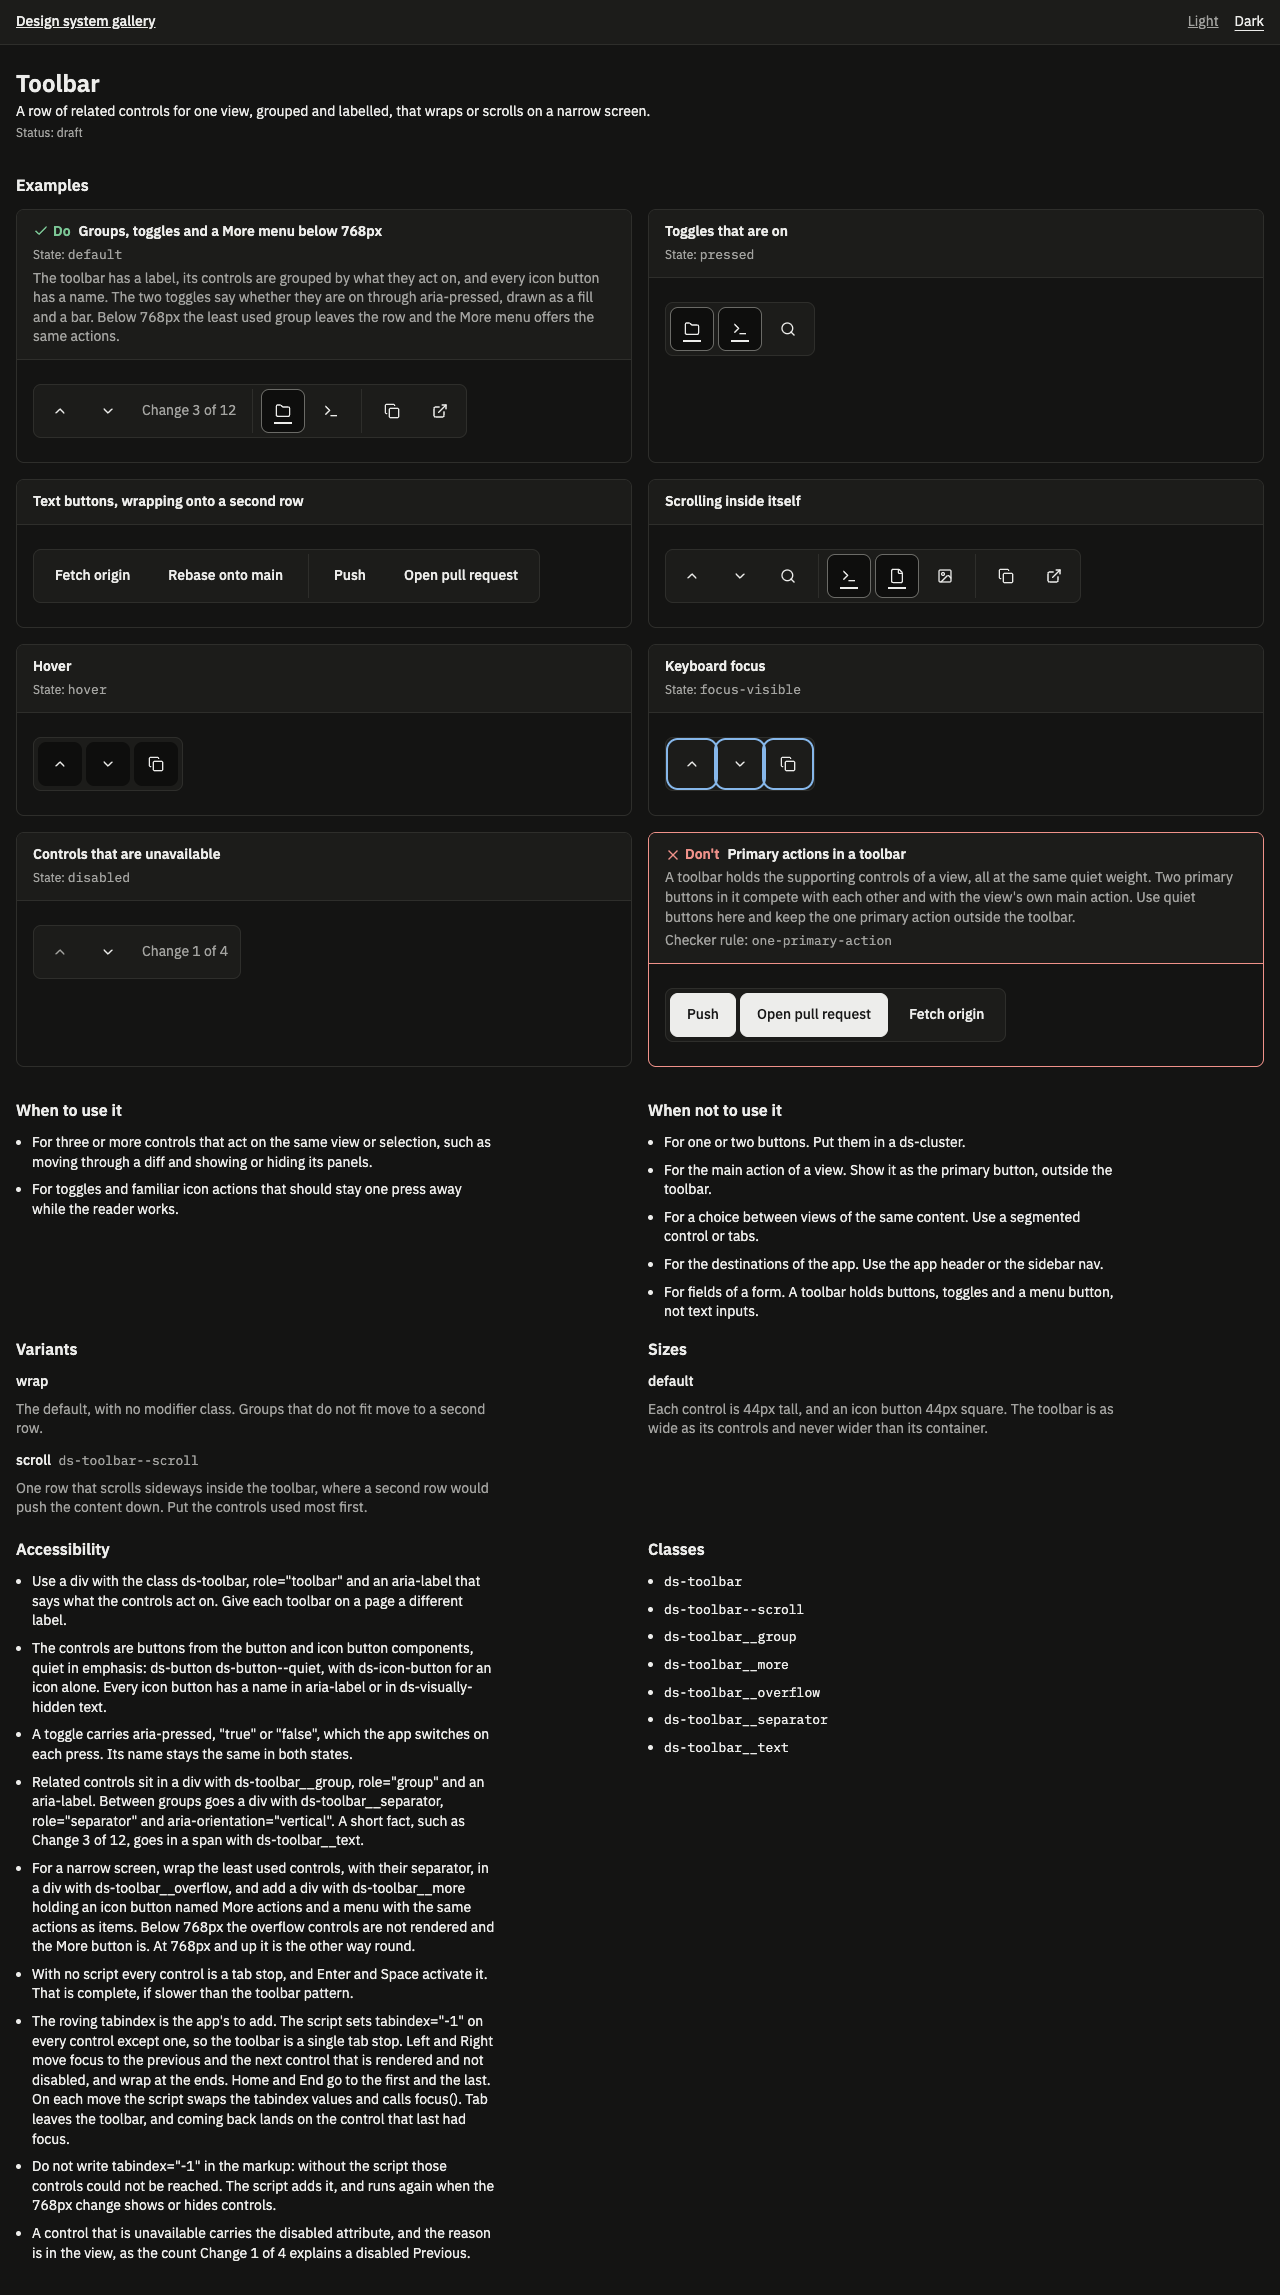 Design system gallery
Light Dark
Toolbar
A row of related controls for one view, grouped and labelled, that wraps or scrolls on a narrow screen.
Status: draft
Examples
Do Groups, toggles and a More menu below 768px
State: default
The toolbar has a label, its controls are grouped by what they act on, and every icon button
has a name. The two toggles say whether they are on through aria-pressed, drawn as a fill
and a bar. Below 768px the least used group leaves the row and the More menu offers the
same actions.
Change 3 of 12
Toggles that are on
State: pressed
Text buttons, wrapping onto a second row
Fetch origin Rebase onto main Push Open pull request
Scrolling inside itself
Hover
State: hover
Keyboard focus
State: focus-visible
Controls that are unavailable
State: disabled
Change 1 of 4
Don't Primary actions in a toolbar
A toolbar holds the supporting controls of a view, all at the same quiet weight. Two primary
buttons in it compete with each other and with the view's own main action. Use quiet
buttons here and keep the one primary action outside the toolbar.
Checker rule: one-primary-action
Push Open pull request Fetch origin
When to use it
• For three or more controls that act on the same view or selection, such as
moving through a diff and showing or hiding its panels.
• For toggles and familiar icon actions that should stay one press away
while the reader works.
When not to use it
• For one or two buttons. Put them in a ds-cluster.
• For the main action of a view. Show it as the primary button, outside the
toolbar.
• For a choice between views of the same content. Use a segmented
control or tabs.
• For the destinations of the app. Use the app header or the sidebar nav.
• For fields of a form. A toolbar holds buttons, toggles and a menu button,
not text inputs.
Variants
wrap
The default, with no modifier class. Groups that do not fit move to a second
row.
scroll ds-toolbar--scroll
One row that scrolls sideways inside the toolbar, where a second row would
push the content down. Put the controls used most first.
Sizes
default
Each control is 44px tall, and an icon button 44px square. The toolbar is as
wide as its controls and never wider than its container.
Accessibility
• Use a div with the class ds-toolbar, role="toolbar" and an aria-label that
says what the controls act on. Give each toolbar on a page a different
label.
• The controls are buttons from the button and icon button components,
quiet in emphasis: ds-button ds-button--quiet, with ds-icon-button for an
icon alone. Every icon button has a name in aria-label or in ds-visually-
hidden text.
• A toggle carries aria-pressed, "true" or "false", which the app switches on
each press. Its name stays the same in both states.
• Related controls sit in a div with ds-toolbar__group, role="group" and an
aria-label. Between groups goes a div with ds-toolbar__separator,
role="separator" and aria-orientation="vertical". A short fact, such as
Change 3 of 12, goes in a span with ds-toolbar__text.
• For a narrow screen, wrap the least used controls, with their separator, in
a div with ds-toolbar__overflow, and add a div with ds-toolbar__more
holding an icon button named More actions and a menu with the same
actions as items. Below 768px the overflow controls are not rendered and
the More button is. At 768px and up it is the other way round.
• With no script every control is a tab stop, and Enter and Space activate it.
That is complete, if slower than the toolbar pattern.
• The roving tabindex is the app's to add. The script sets tabindex="-1" on
every control except one, so the toolbar is a single tab stop. Left and Right
move focus to the previous and the next control that is rendered and not
disabled, and wrap at the ends. Home and End go to the first and the last.
On each move the script swaps the tabindex values and calls focus(). Tab
leaves the toolbar, and coming back lands on the control that last had
focus.
• Do not write tabindex="-1" in the markup: without the script those
controls could not be reached. The script adds it, and runs again when the
768px change shows or hides controls.
• A control that is unavailable carries the disabled attribute, and the reason
is in the view, as the count Change 1 of 4 explains a disabled Previous.
Classes
• ds-toolbar
• ds-toolbar--scroll
• ds-toolbar__group
• ds-toolbar__more
• ds-toolbar__overflow
• ds-toolbar__separator
• ds-toolbar__text